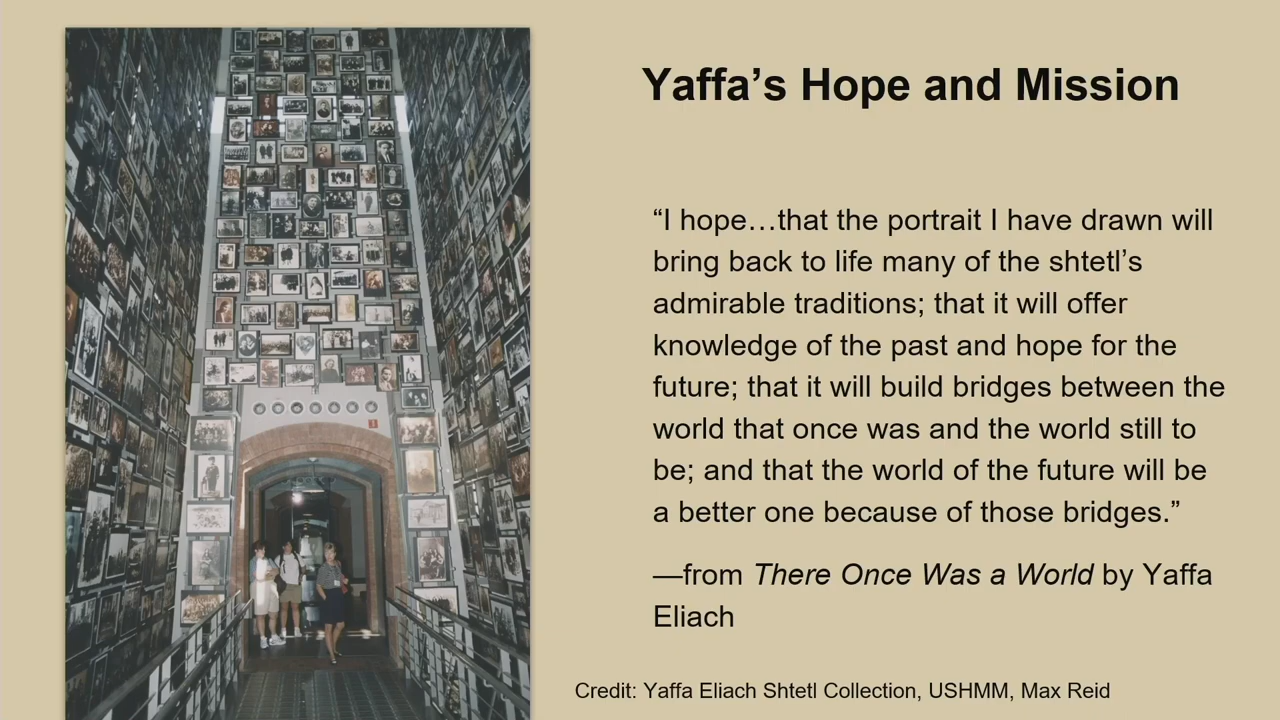 Yaffa’s Hope and Mission
“I hope…that the portrait I have drawn will
bring back to life many of the shtetl’s
admirable traditions; that it will offer
knowledge of the past and hope for the
future; that it will build bridges between the
world that once was and the world still to
be; and that the world of the future will be
a better one because of those bridges.”
—from There Once Was a World by Yaffa
Eliach
Credit: Yaffa Eliach Shtetl Collection, USHMM, Max Reid